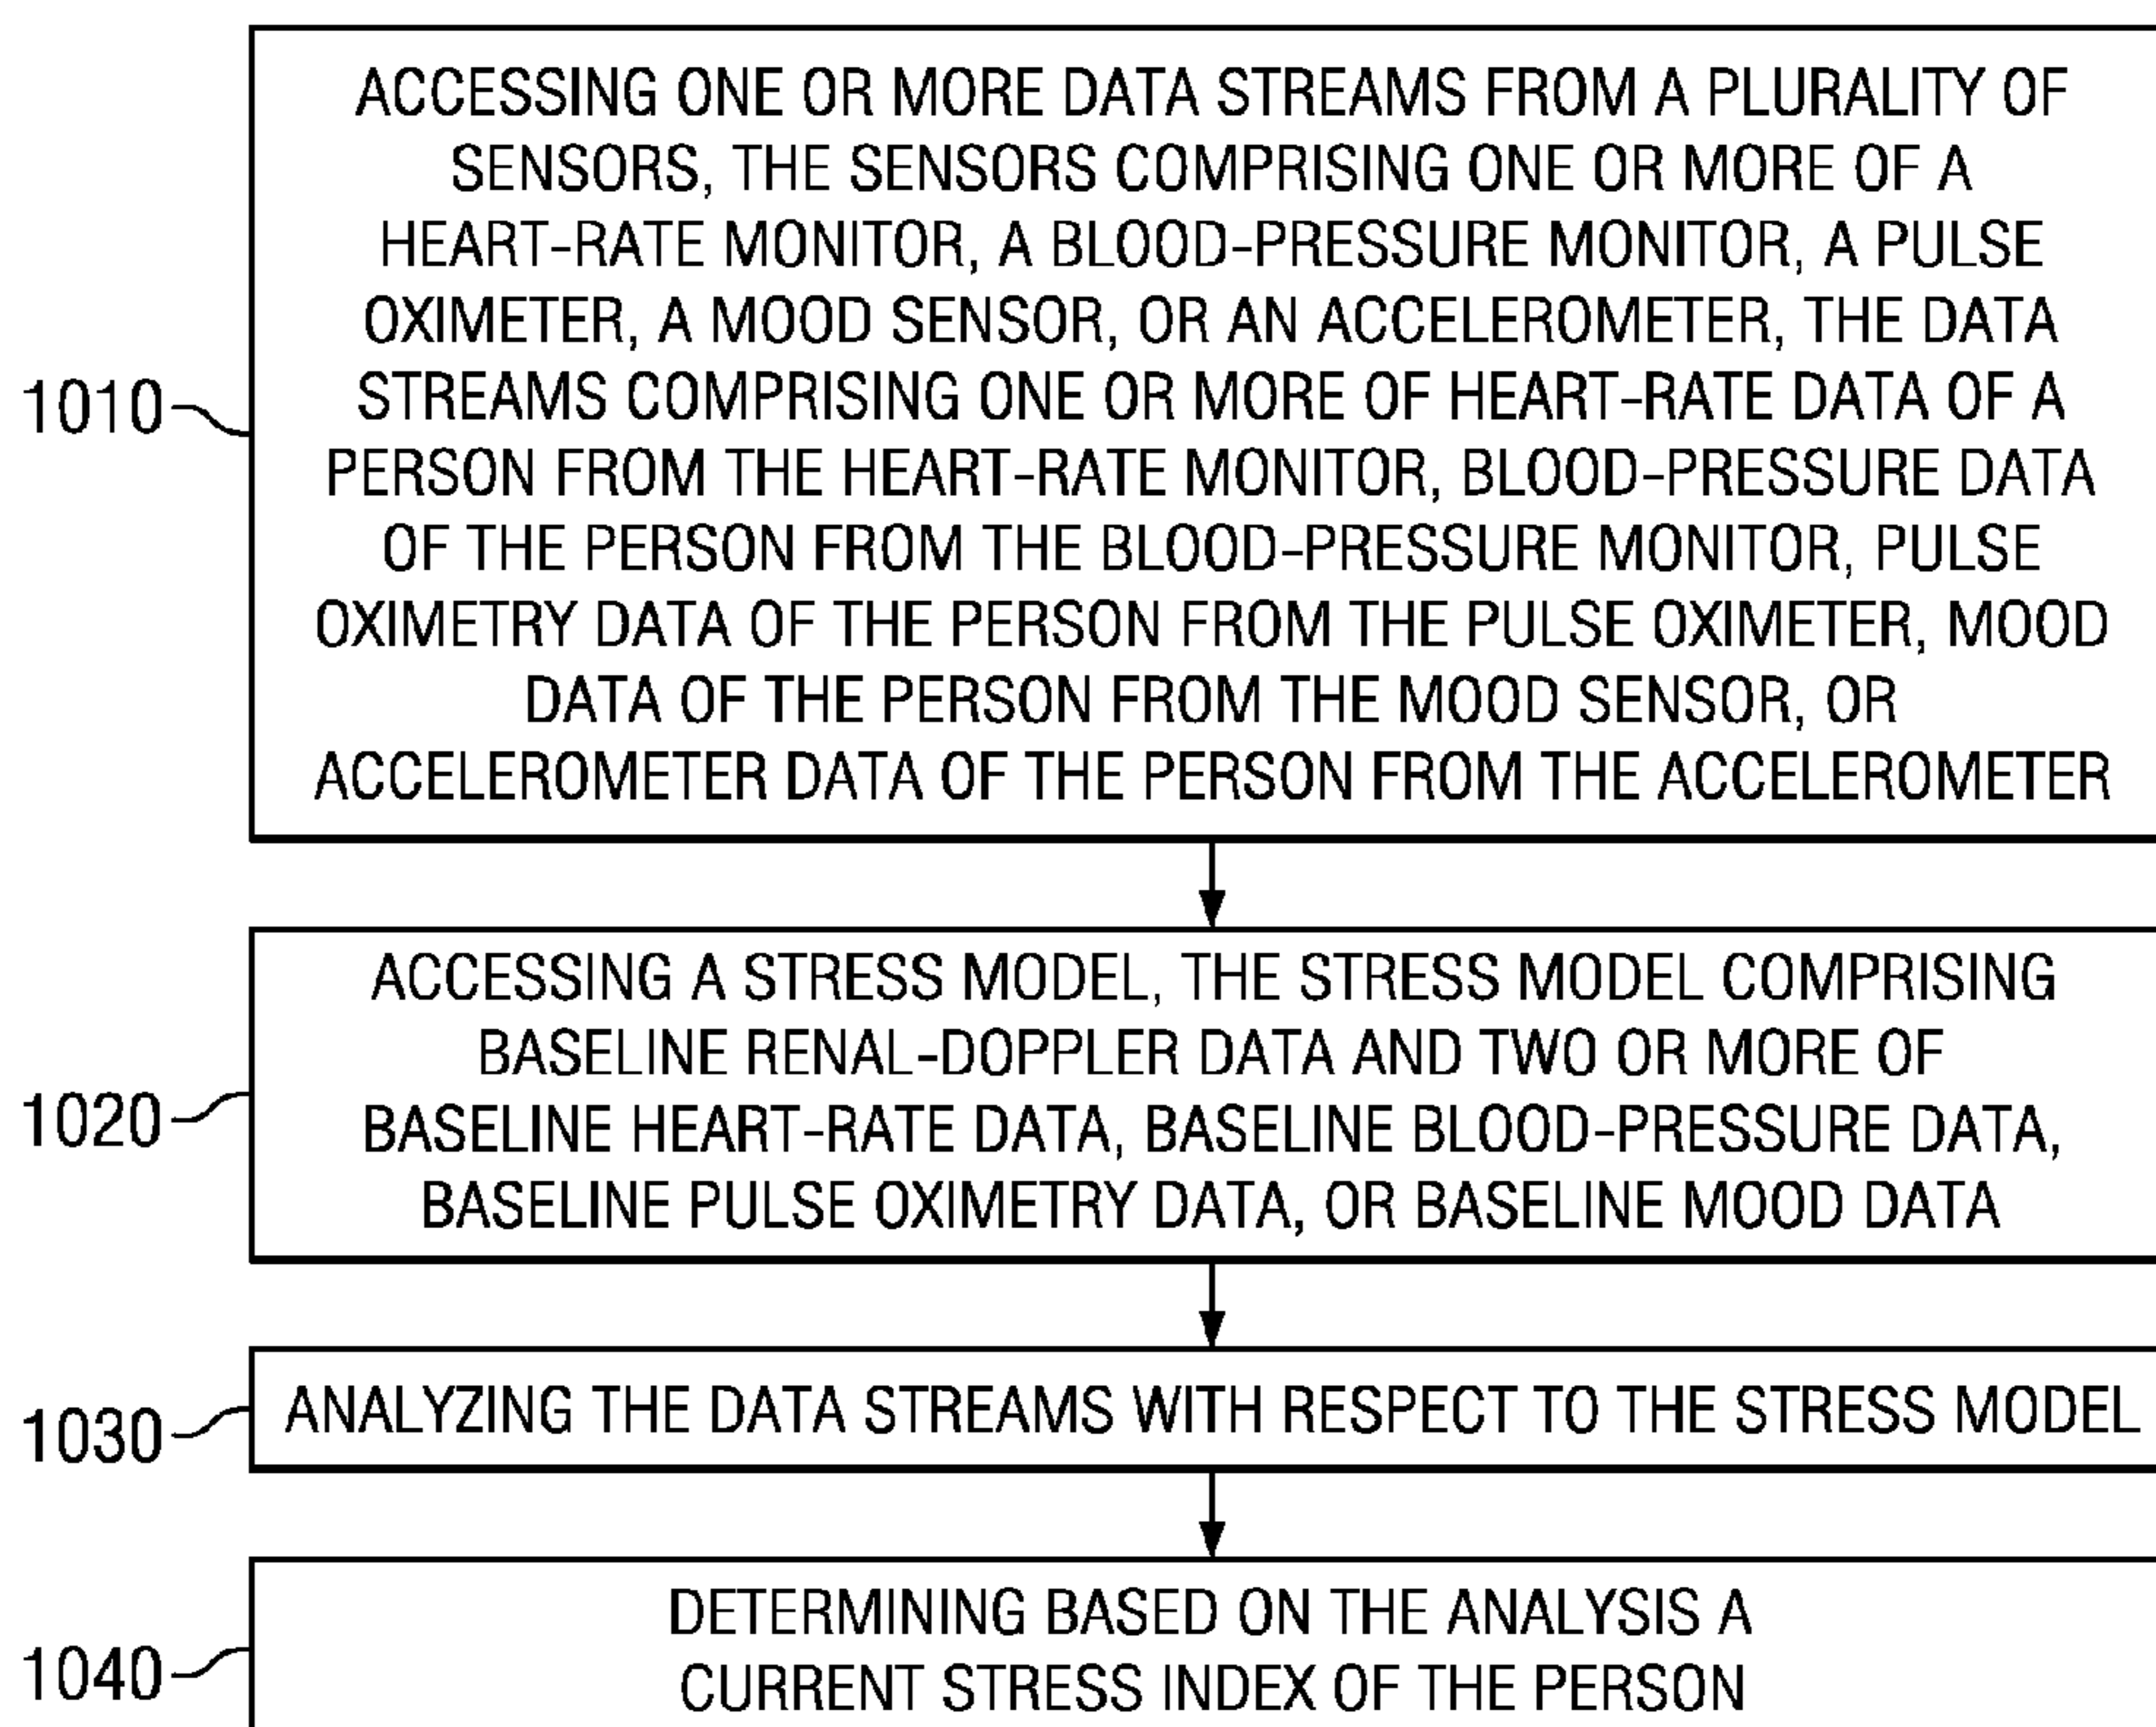 ACCESSING ONE OR MORE DATA STREAMS FROM A PLURALITY OF
SENSORS, THE SENSORS COMPRISING ONE OR MORE OF A
HEART-RATE MONITOR, A BLOOD-PRESSURE MONITOR, A PULSE
OXIMETER, A MOOD SENSOR, OR AN ACCELEROMETER, THE DATA
STREAMS COMPRISING ONE OR MORE OF HEART-RATE DATA OF A
PERSON FROM THE HEART-RATE MONITOR, BLOOD-PRESSURE DATA
OF THE PERSON FROM THE BLOOD-PRESSURE MONITOR, PULSE
OXIMETRY DATA OF THE PERSON FROM THE PULSE OXIMETER, MOOD
DATA OF THE PERSON FROM THE MOOD SENSOR, OR
ACCELEROMETER DATA OF THE PERSON FROM THE ACCELEROMETER
1010
ACCESSING A STRESS MODEL, THE STRESS MODEL COMPRISING
BASELINE RENAL-DOPPLER DATA AND TWO OR MORE OF
BASELINE HEART-RATE DATA, BASELINE BLOOD-PRESSURE DATA,
BASELINE PULSE OXIMETRY DATA, OR BASELINE MOOD DATA
1020
ANALYZING THE DATA STREAMS WITH RESPECT TO THE STRESS MODEL
1030
DETERMINING BASED ON THE ANALYSIS A
CURRENT STRESS INDEX OF THE PERSON
1040